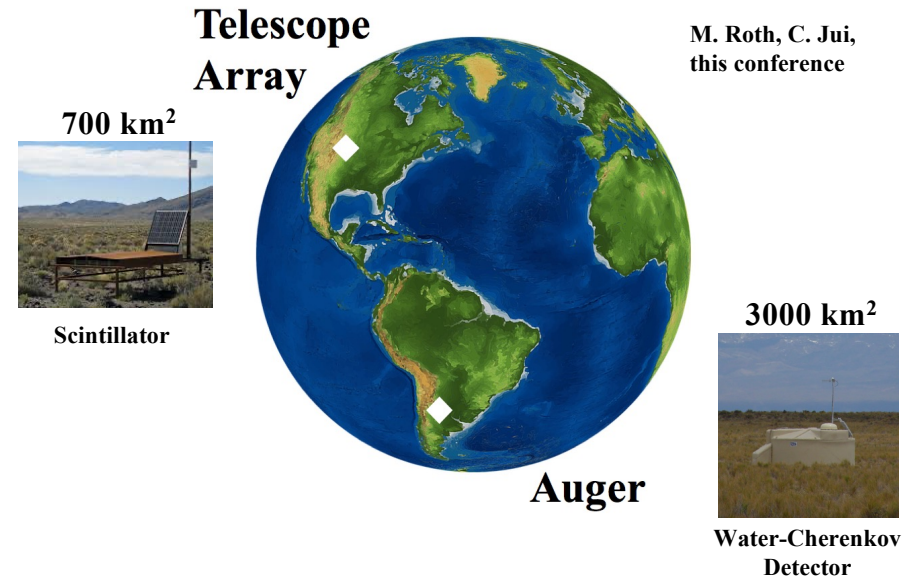 Telescope
Array
M. Roth, C. Jui,
this conference
700 km²
Scintillator
3000 km²
Auger
Water-Cherenkov
Detector